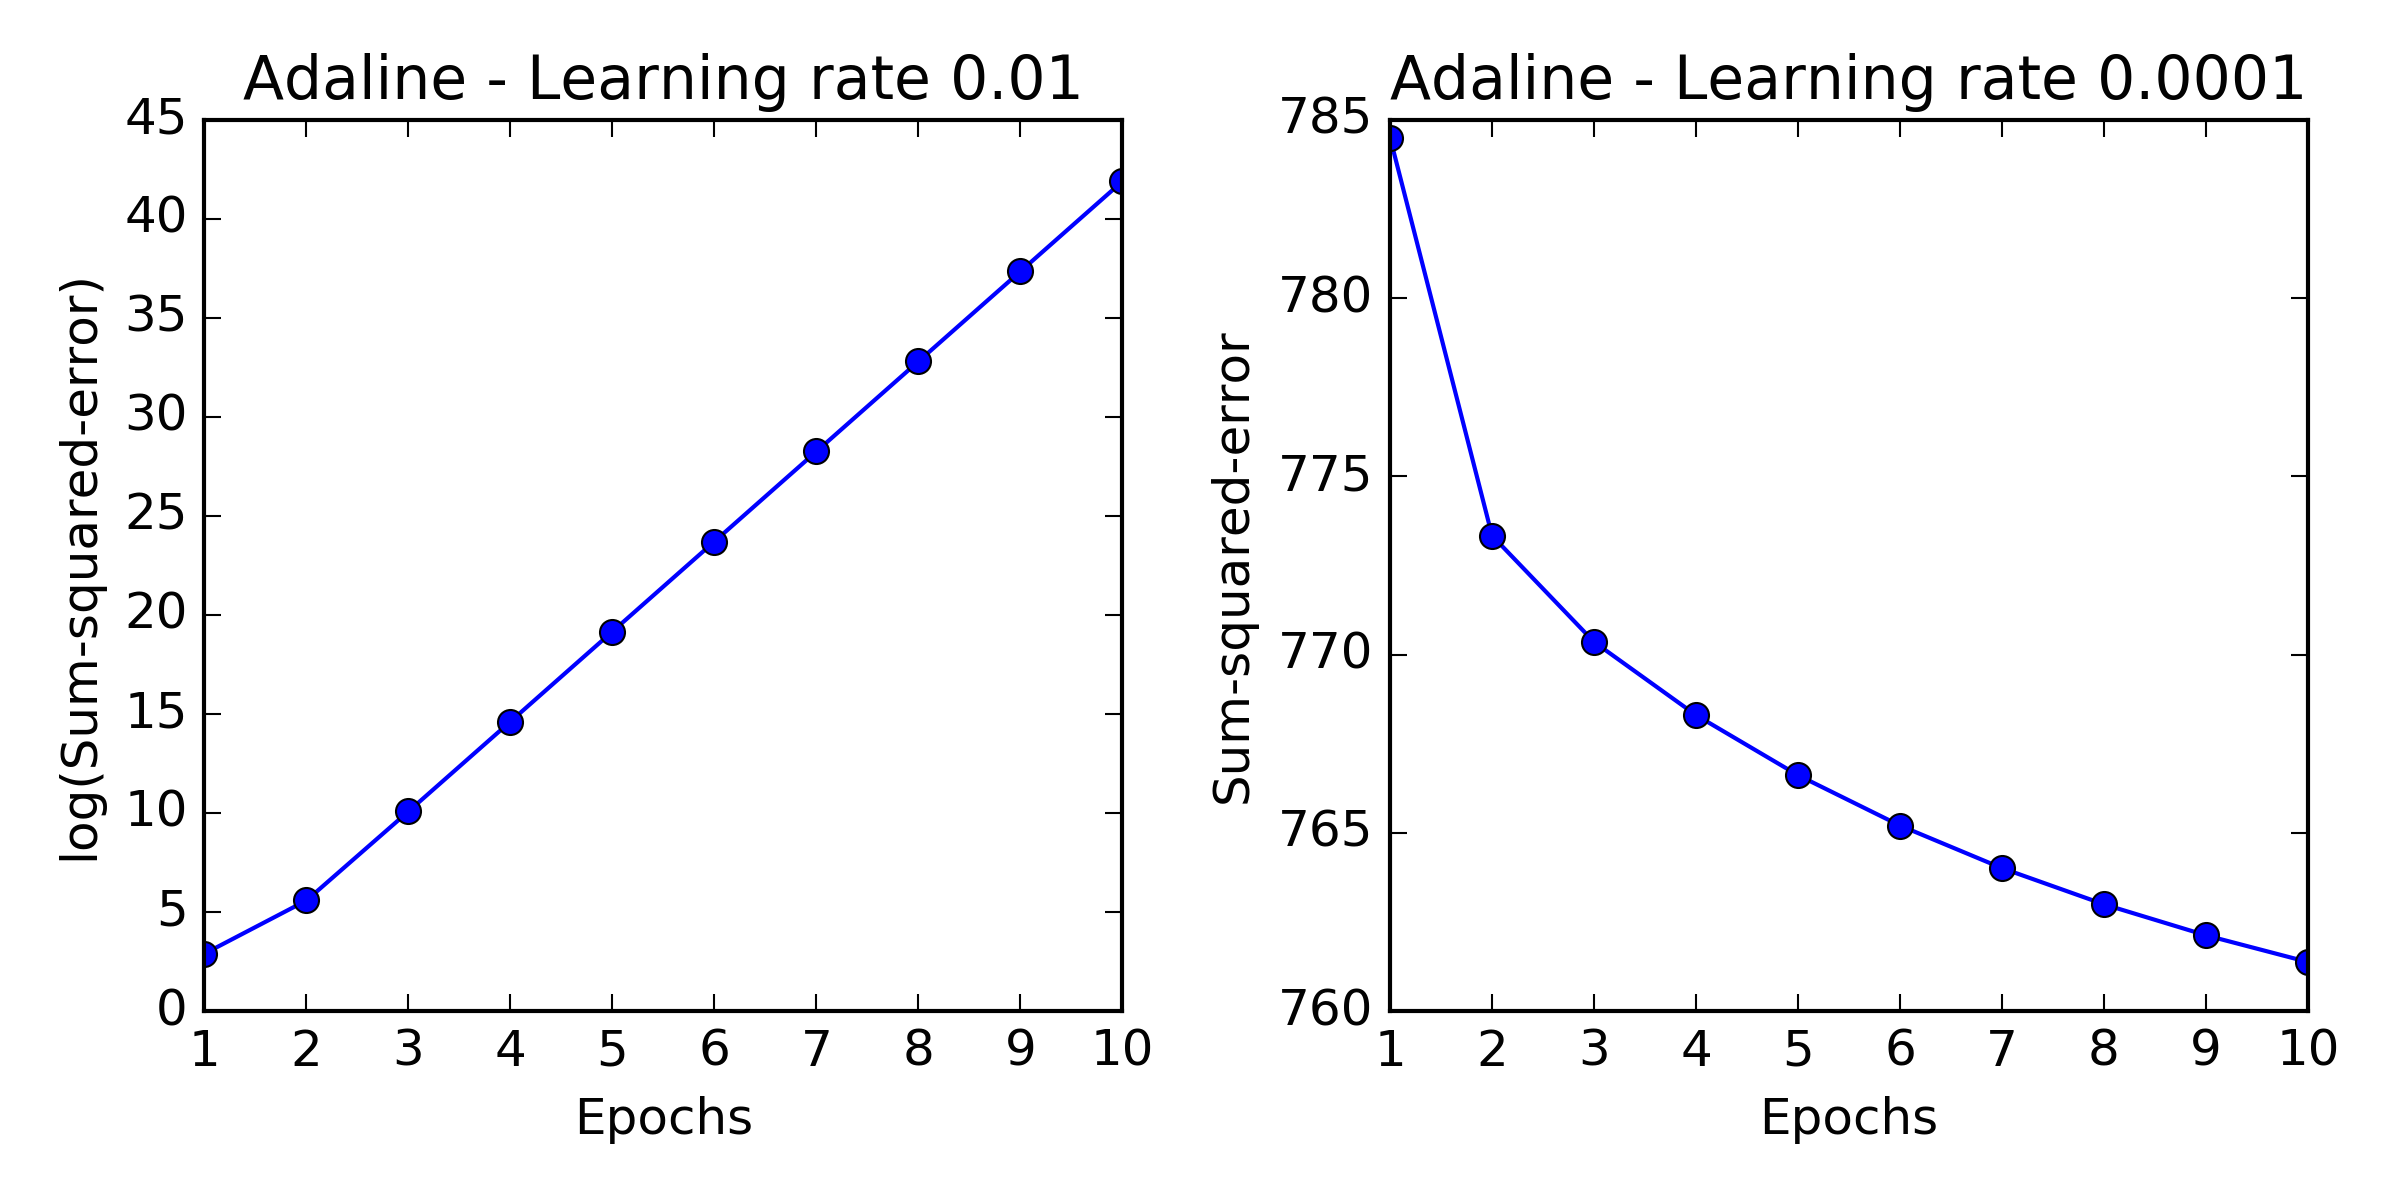 Adaline - Learning rate 0.01
log(Sum-squared-error)
45
40
35
30
25
20
15
10
5
0
1 2 3 4 5 6 7 8 9 10
Epochs
Adaline - Learning rate 0.0001
Sum-squared-error
785
780
775
770
765
760
1 2 3 4 5 6 7 8 9 10
Epochs